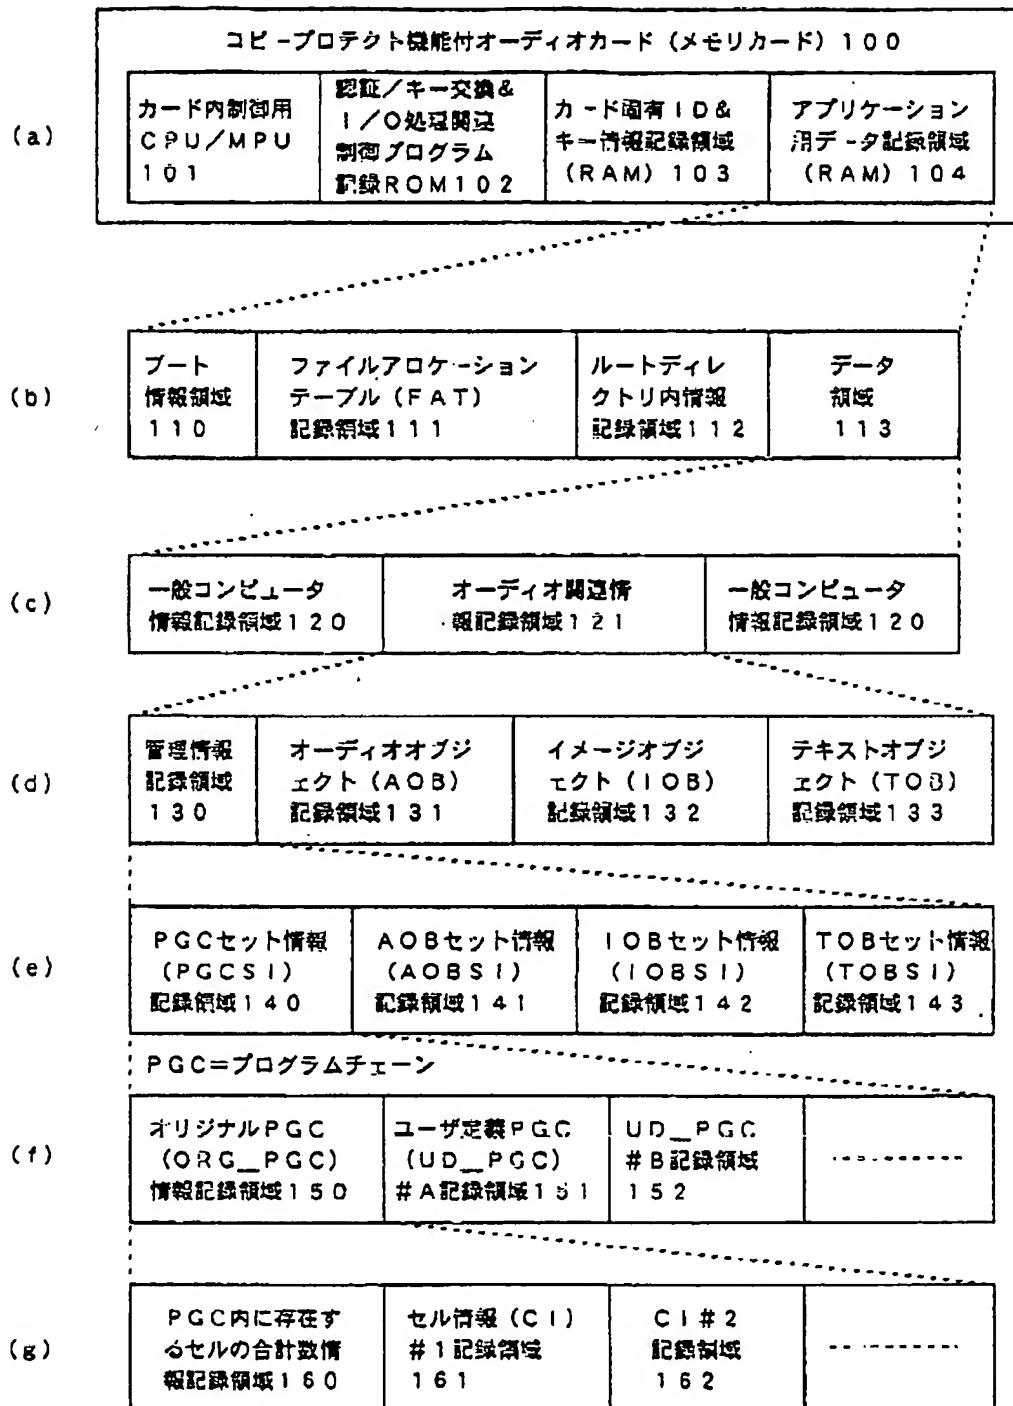 コピープロテクト機能付オーディオカード(メモリカード)100
(a)
カード内制御用
CPU/MPU
101
認証/キー交換&
I/O処理関連
制御プログラム
記録ROM102
カード固有ID&
キー情報記録領域
(RAM)103
アプリケーション
用データ記録領域
(RAM)104
(b)
ブート
情報領域
110
ファイルアロケーション
テーブル(FAT)
記録領域111
ルートディレ
クトリ内情報
記録領域112
データ
領域
113
(c)
一般コンピュータ
情報記録領域120
オーディオ関連情
報記録領域121
一般コンピュータ
情報記録領域120
(d)
管理情報
記録領域
130
オーディオオブジ
ェクト(AOB)
記録領域131
イメージオブジ
ェクト(IOB)
記録領域132
テキストオブジ
ェクト(TOB)
記録領域133
(e)
PGCセット情報
(PGCSI)
記録領域140
AOBセット情報
(AOBSI)
記録領域141
IOBセット情報
(IOBSI)
記録領域142
TOBセット情報
(TOBSI)
記録領域143
PGC=プログラムチェーン
(f)
オリジナルPGC
(ORG_PGC)
情報記録領域150
ユーザ定義PGC
(UD_PGC)
#A記録領域151
UD_PGC
#B記録領域
152
(g)
PGC内に存在す
るセルの合計数情
報記録領域160
セル情報(CI)
#1記録領域
161
CI#2
記録領域
162